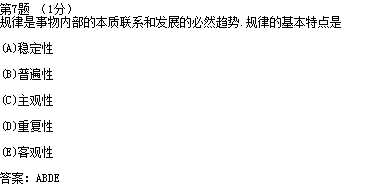 第7题 （1分）
规律是事物内部的本质联系和发展的必然趋势.规律的基本特点是
(A)稳定性
(B)普遍性
(C)主观性
(D)重复性
(E)客观性
答案：ABDE